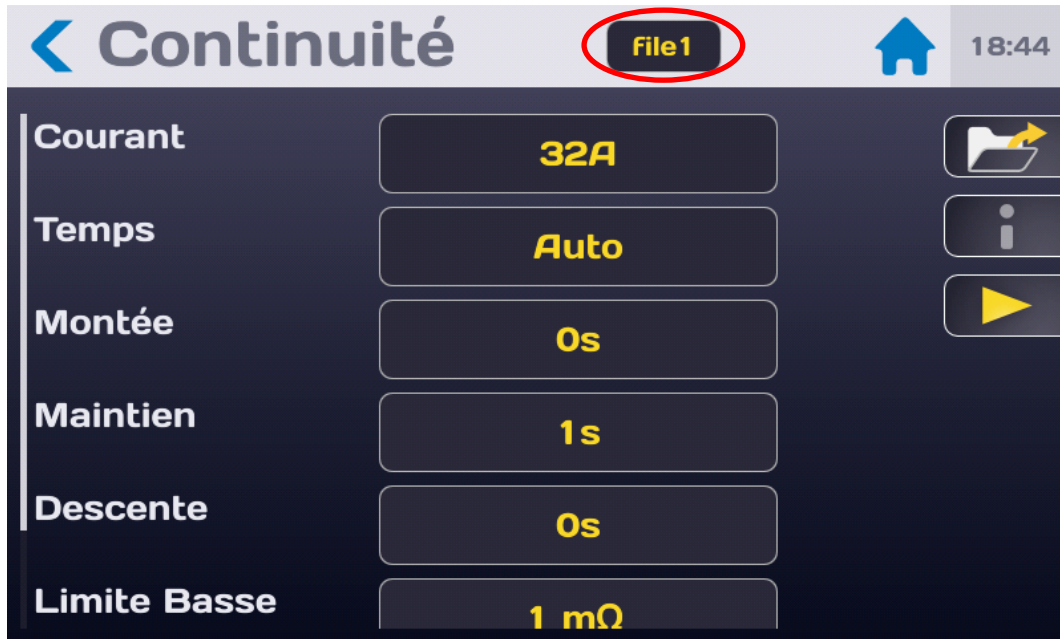 Continuité
File1
18:44
Courant
32A
Temps
Auto
Montée
0s
Maintien
1s
Descente
0s
Limite Basse
1 mΩ